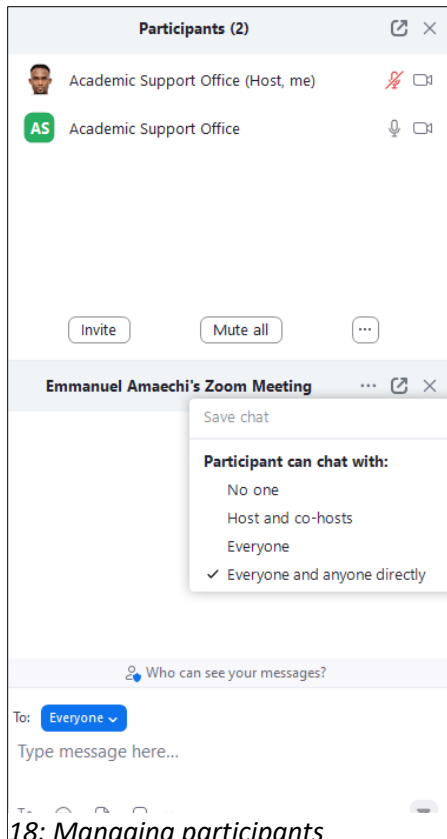 Participants (2)
Academic Support Office (Host, me)
AS
Academic Support Office
Invite
Mute all
...
Emmanuel Amaechi's Zoom Meeting
...
Save chat
Participant can chat with:
No one
Host and co-hosts
Everyone
✓ Everyone and anyone directly
Who can see your messages?
To: Everyone
Type message here...
18: Managing participants